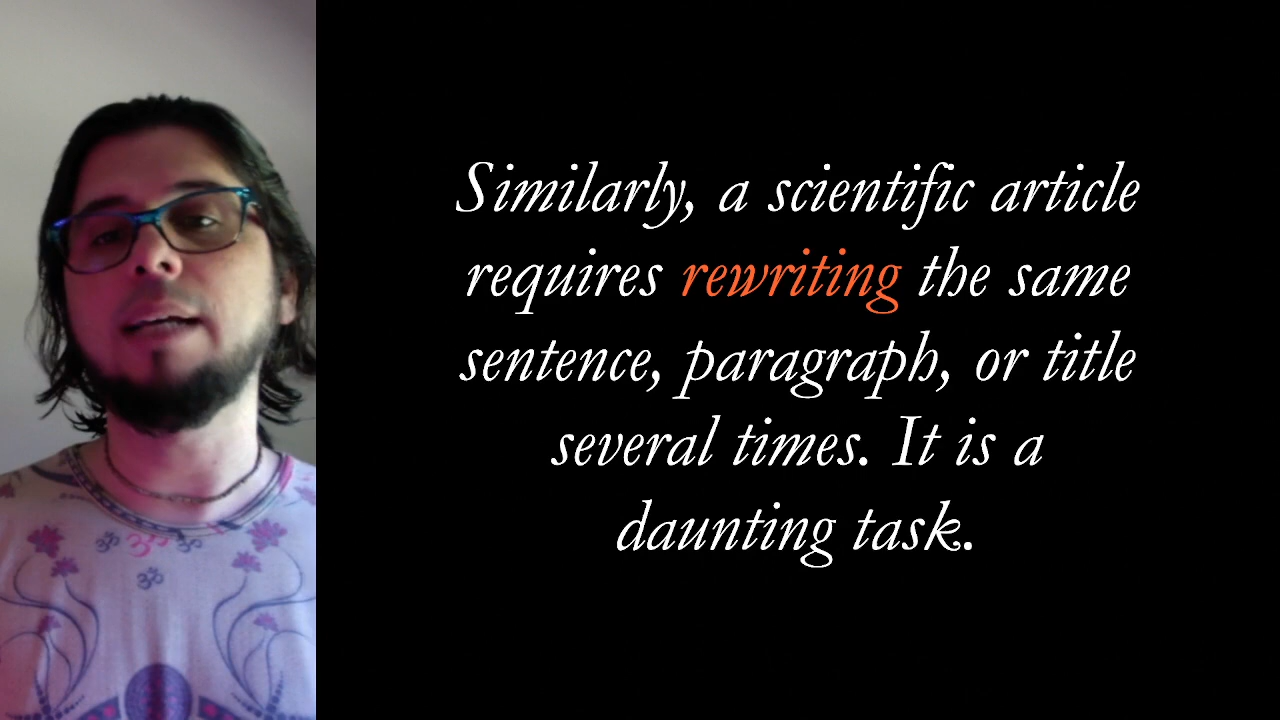 Similarly, a scientific article
requires rewriting the same
sentence, paragraph, or title
several times. It is a
daunting task.